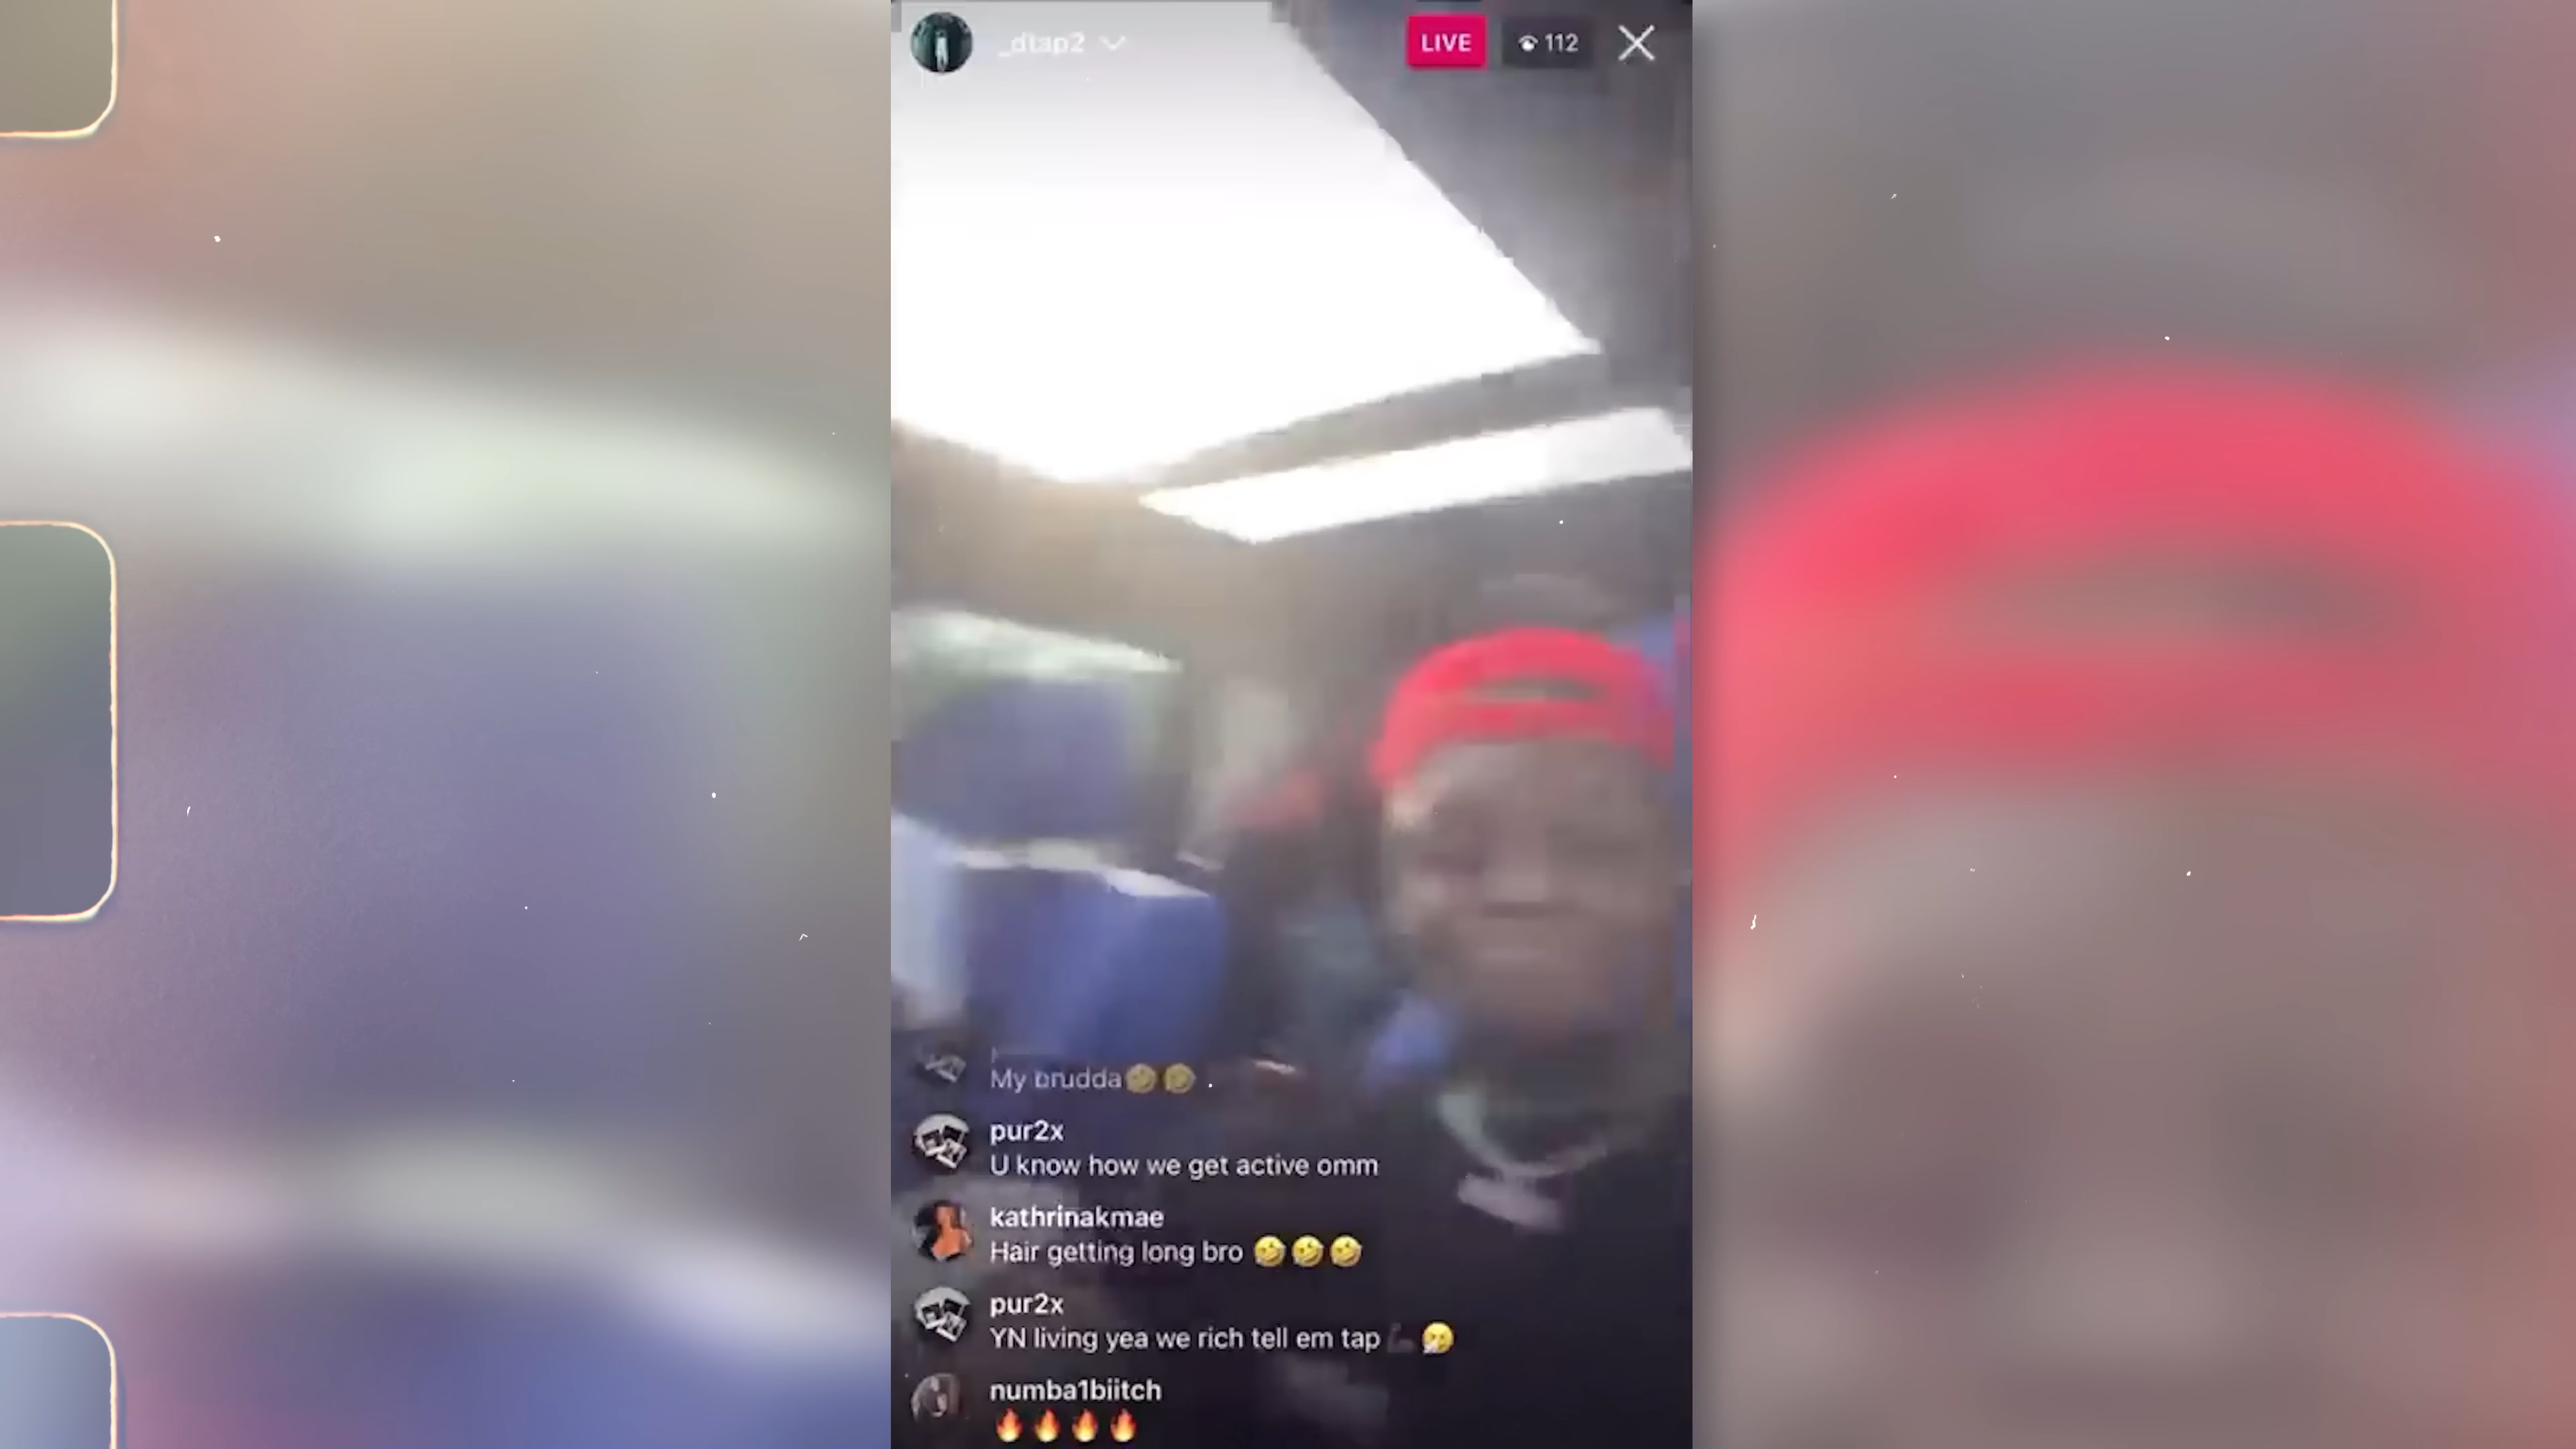 _dtap2
LIVE
112
My brudda🤣🤣
pur2x
U know how we get active omm
kathrinakmae
Hair getting long bro 🤣🤣🤣
pur2x
YN living yea we rich tell em tap
numba1biitch
🔥🔥🔥🔥